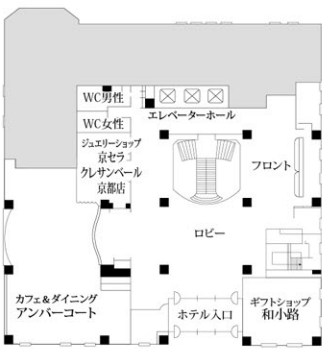 WC男性
エレベーターホール
WC女性
ジュエリーショップ
京セラ
クレサンベール
京都店
フロント
ロビー
カフェ&ダイニング
アンバーコート
ホテル入口
ギフトショップ
和小路